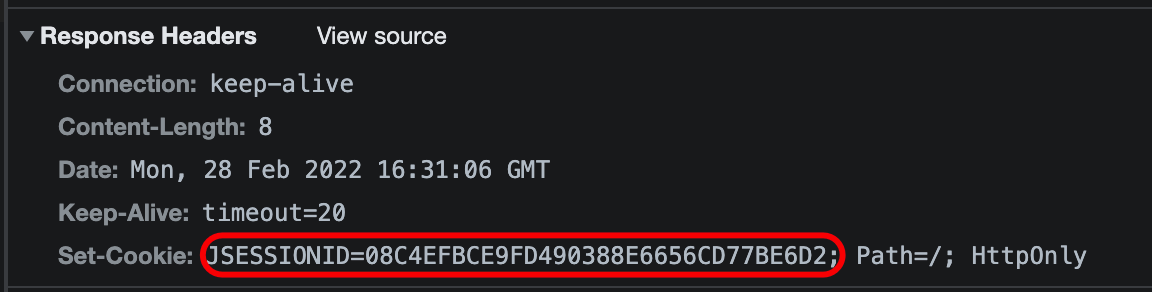 Response Headers View source
Connection: keep-alive
Content-Length: 8
Date: Mon, 28 Feb 2022 16:31:06 GMT
Keep-Alive: timeout=20
Set-Cookie: JSESSIONID=08C4EFBCE9FD490388E6656CD77BE6D2; Path=/; HttpOnly